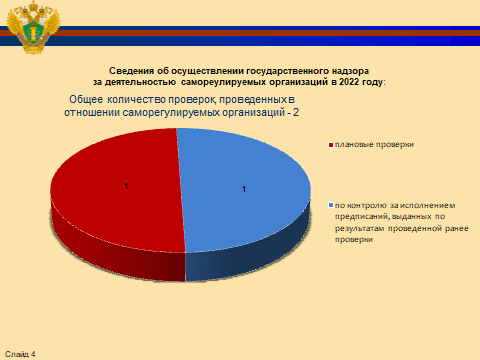 Сведения об осуществлении государственного надзора
за деятельностью самореулируемых организаций в 2022 году:
Общее количество проверок, проведенных в
отношении саморегулируемых организаций - 2
1
1
плановые проверки
по контролю за исполнением
предписаний, выданных по
результатам проведенной ранее
проверки
Слайд 4